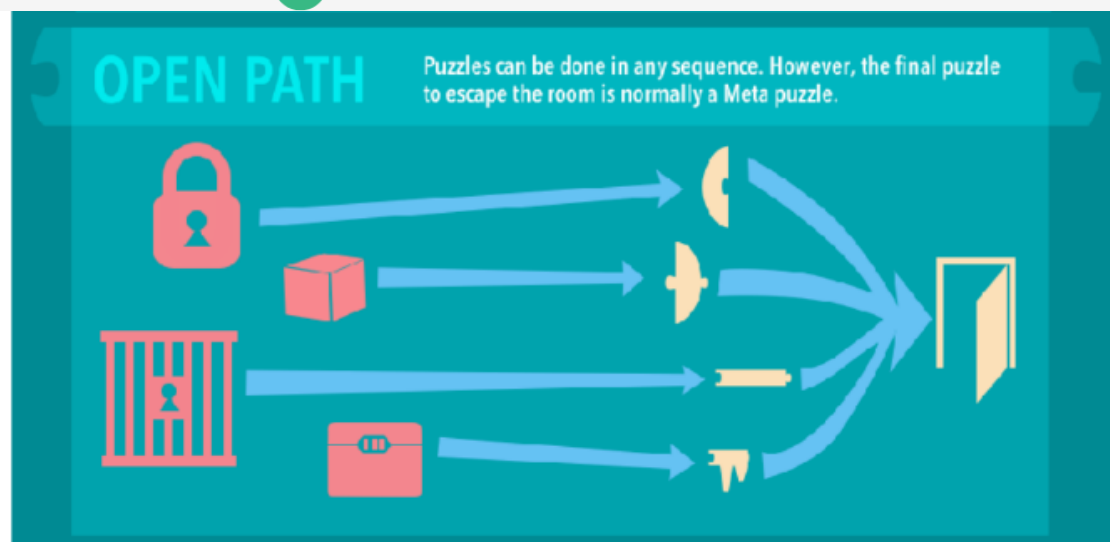 OPEN PATH
Puzzles can be done in any sequence. However, the final puzzle
to escape the room is normally a Meta puzzle.